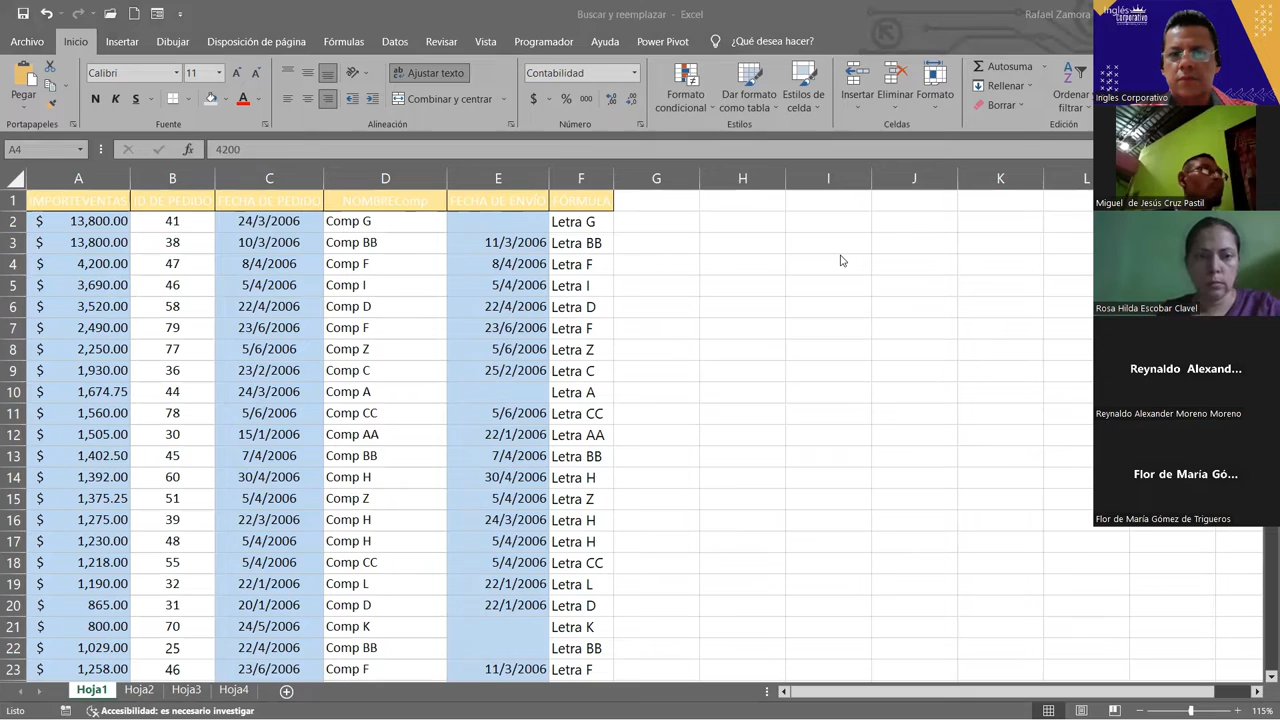 Buscar y reemplazar - Excel
Rafael Zamora
Archivo Inicio Insertar Dibujar Disposición de página Fórmulas Datos Revisar Vista Programador Ayuda Power Pivot ¿Qué desea hacer?
Pegar
Calibri 11
N K S
Ajustar texto
Combinar y centrar
Contabilidad
$ % 000
Formato condicional
Dar formato como tabla
Estilos de celda
Insertar Eliminar Formato
Autosuma
Rellenar
Borrar
Ordenar filtrar
Portapapeles Fuente Alineación Número Estilos Celdas Edición
A4 fx 4200
A B C D E F G H I J K L
1 IMPORTEVENTAS ID DE PEDIDO FECHA DE PEDIDO NOMBREComp FECHA DE ENVÍO FÓRMULA
2 $ 13,800.00 41 24/3/2006 Comp G Letra G
3 $ 13,800.00 38 10/3/2006 Comp BB 11/3/2006 Letra BB
4 $ 4,200.00 47 8/4/2006 Comp F 8/4/2006 Letra F
5 $ 3,690.00 46 5/4/2006 Comp I 5/4/2006 Letra I
6 $ 3,520.00 58 22/4/2006 Comp D 22/4/2006 Letra D
7 $ 2,490.00 79 23/6/2006 Comp F 23/6/2006 Letra F
8 $ 2,250.00 77 5/6/2006 Comp Z 5/6/2006 Letra Z
9 $ 1,930.00 36 23/2/2006 Comp C 25/2/2006 Letra C
10 $ 1,674.75 44 24/3/2006 Comp A Letra A
11 $ 1,560.00 78 5/6/2006 Comp CC 5/6/2006 Letra CC
12 $ 1,505.00 30 15/1/2006 Comp AA 22/1/2006 Letra AA
13 $ 1,402.50 45 7/4/2006 Comp BB 7/4/2006 Letra BB
14 $ 1,392.00 60 30/4/2006 Comp H 30/4/2006 Letra H
15 $ 1,375.25 51 5/4/2006 Comp Z 5/4/2006 Letra Z
16 $ 1,275.00 39 22/3/2006 Comp H 24/3/2006 Letra H
17 $ 1,230.00 48 5/4/2006 Comp H 5/4/2006 Letra H
18 $ 1,218.00 55 5/4/2006 Comp CC 5/4/2006 Letra CC
19 $ 1,190.00 32 22/1/2006 Comp L 22/1/2006 Letra L
20 $ 865.00 31 20/1/2006 Comp D 22/1/2006 Letra D
21 $ 800.00 70 24/5/2006 Comp K Letra K
22 $ 1,029.00 25 22/4/2006 Comp BB Letra BB
23 $ 1,258.00 46 23/6/2006 Comp F 11/3/2006 Letra F
Hoja1 Hoja2 Hoja3 Hoja4
Listo Accesibilidad: es necesario investigar 115%
Inglés
Corporativo
Ingles Corporativo
Miguel de Jesús Cruz Pastil
Rosa Hilda Escobar Clavel
Reynaldo Alexand...
Reynaldo Alexander Moreno Moreno
Flor de María Gó...
Flor de María Gómez de Trigueros